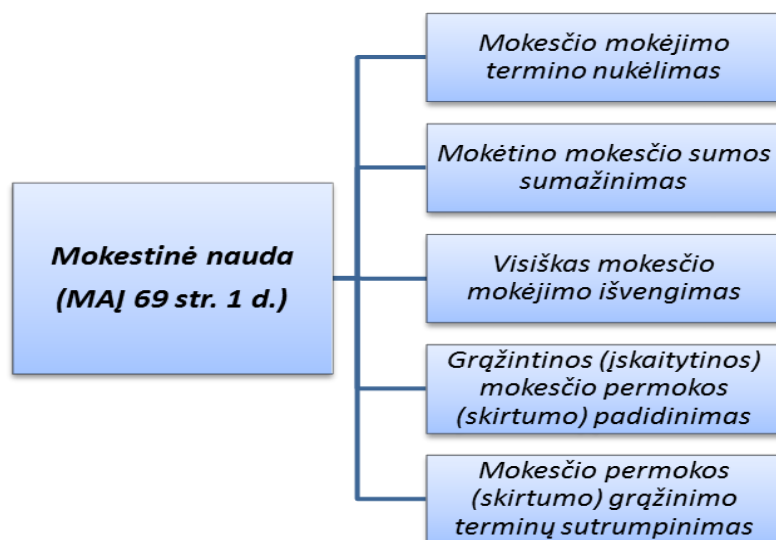 Mokestinė nauda
(MAĮ 69 str. 1 d.)
Mokesčio mokėjimo
termino nukėlimas
Mokėtino mokesčio sumos
sumažinimas
Visiškas mokesčio
mokėjimo išvengimas
Grąžintinos (įskaitytinos)
mokesčio permokos
(skirtumo) padidinimas
Mokesčio permokos
(skirtumo) grąžinimo
terminų sutrumpinimas